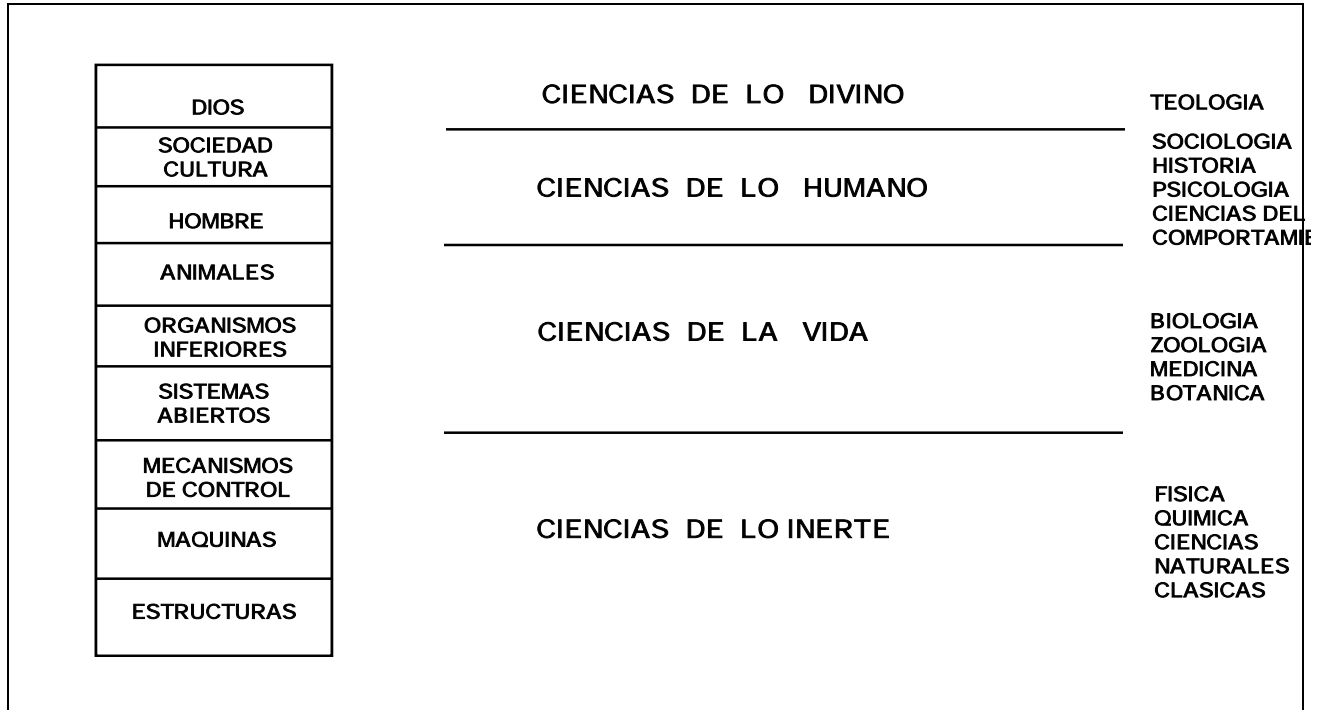 DIOS
SOCIEDAD
CULTURA
HOMBRE
ANIMALES
ORGANISMOS
INFERIORES
SISTEMAS
ABIERTOS
MECANISMOS
DE CONTROL
MAQUINAS
ESTRUCTURAS
CIENCIAS DE LO DIVINO
CIENCIAS DE LO HUMANO
CIENCIAS DE LA VIDA
CIENCIAS DE LO INERTE
TEOLOGIA
SOCIOLOGIA
HISTORIA
PSICOLOGIA
CIENCIAS DEL
COMPORTAMIE
BIOLOGIA
ZOOLOGIA
MEDICINA
BOTANICA
FISICA
QUIMICA
CIENCIAS
NATURALES
CLASICAS